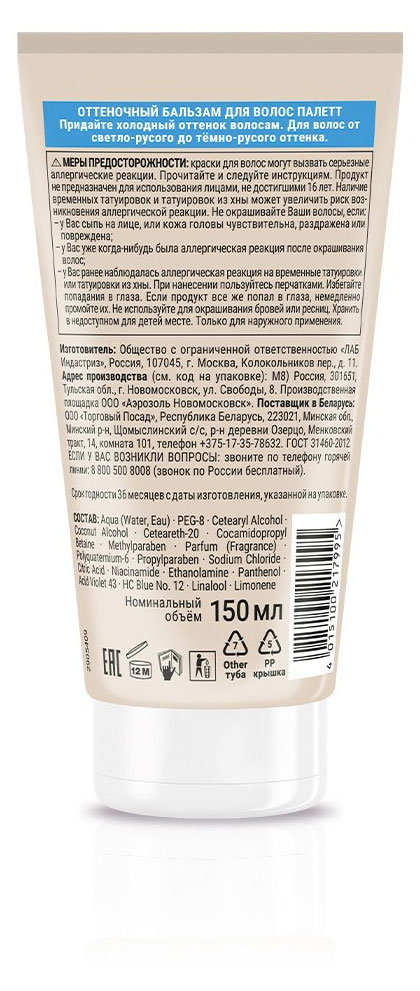 ОТТЕНОЧНЫЙ БАЛЬЗАМ ДЛЯ ВОЛОС ПАЛЕТТ
Придайте холодный оттенок волосам. Для волос от
светло-русого до тёмно-русого оттенка.
⚠ МЕРЫ ПРЕДОСТОРОЖНОСТИ: краски для волос могут вызвать серьезные
аллергические реакции. Прочитайте и следуйте инструкциям. Продукт
не предназначен для использования лицами, не достигшими 16 лет. Наличие
временных татуировок и татуировок из хны может увеличить риск воз-
никновения аллергической реакции. Не окрашивайте Ваши волосы, если:
– у Вас сыпь на лице, или кожа головы чувствительна, раздражена или
повреждена;
– у Вас уже когда-нибудь была аллергическая реакция после окрашивания
волос;
– у Вас ранее наблюдалась аллергическая реакция на временные татуировки
или татуировки из хны. При нанесении пользуйтесь перчатками. Избегайте
попадания в глаза. Если продукт все же попал в глаза, немедленно
промойте их. Не используйте для окрашивания бровей или ресниц. Хранить
в недоступном для детей месте. Только для наружного применения.
Изготовитель: Общество с ограниченной ответственностью «ЛАБ
Индастриз», Россия, 107045, г. Москва, Колокольников пер., д. 11.
Адрес производства (см. код на упаковке): М8) Россия, 301651,
Тульская обл., г. Новомосковск, ул. Свободы, 8. Производственная
площадка ООО «Аэрозоль Новомосковск». Поставщик в Беларусь:
ООО «Торговый Посад», Республика Беларусь, 223021, Минская обл.,
Минский р-н, Щомыслинский с/с, р-н деревни Озерцо, Менковский
тракт, 14, комната 101, телефон +375-17-35-78632. ГОСТ 31460-2012.
ЕСЛИ У ВАС ВОЗНИКЛИ ВОПРОСЫ: звоните по телефону горячей
линии: 8 800 500 8008 (звонок по России бесплатный).
Срок годности 36 месяцев с даты изготовления, указанной на упаковке.
СОСТАВ: Aqua (Water, Eau) · PEG-8 · Cetearyl Alcohol ·
Coconut Alcohol · Ceteareth-20 · Cocamidopropyl
Betaine · Methylparaben · Parfum (Fragrance) ·
Polyquaternium-6 · Propylparaben · Sodium Chloride ·
Citric Acid · Niacinamide · Ethanolamine · Panthenol ·
Acid Violet 43 · HC Blue No. 12 · Linalool · Limonene
Номинальный
объём
150 мл
2905409
EAC
12 M
7
Other
туба
5
PP
крышка
4 015100 217995 >